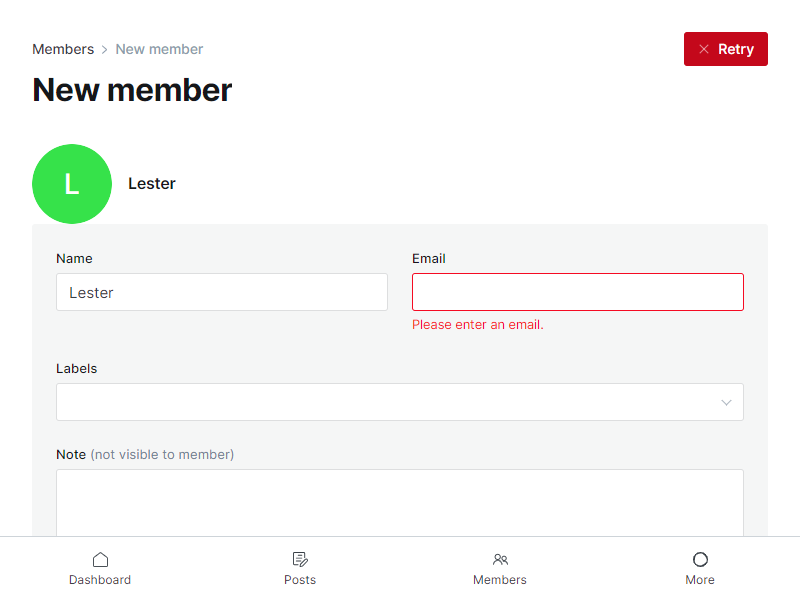 Members > New member
Retry
New member
L
Lester
Name
Email
Lester
Please enter an email.
Labels
Note (not visible to member)
Dashboard
Posts
Members
More